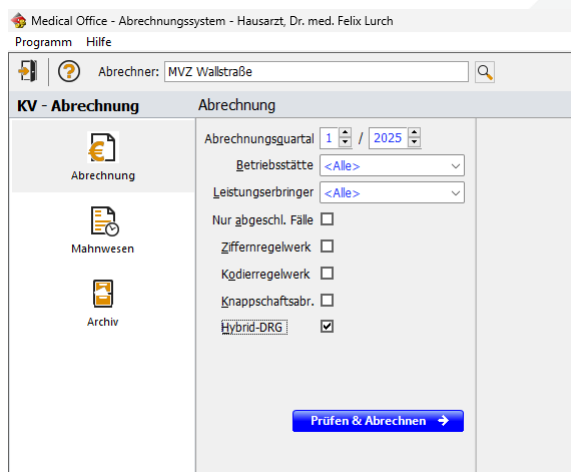 Medical Office - Abrechnungssystem - Hausarzt, Dr. med. Felix Lurch
Programm Hilfe
Abrechner: MVZ Wallstraße
KV - Abrechnung
Abrechnung
Abrechnung
Mahnwesen
Archiv
Abrechnungsquartal 1 / 2025
Betriebsstätte <Alle>
Leistungserbringer <Alle>
Nur abgeschl. Fälle
Ziffernregelwerk
Kodierregelwerk
Knappschaftsabr.
Hybrid-DRG
Prüfen & Abrechnen